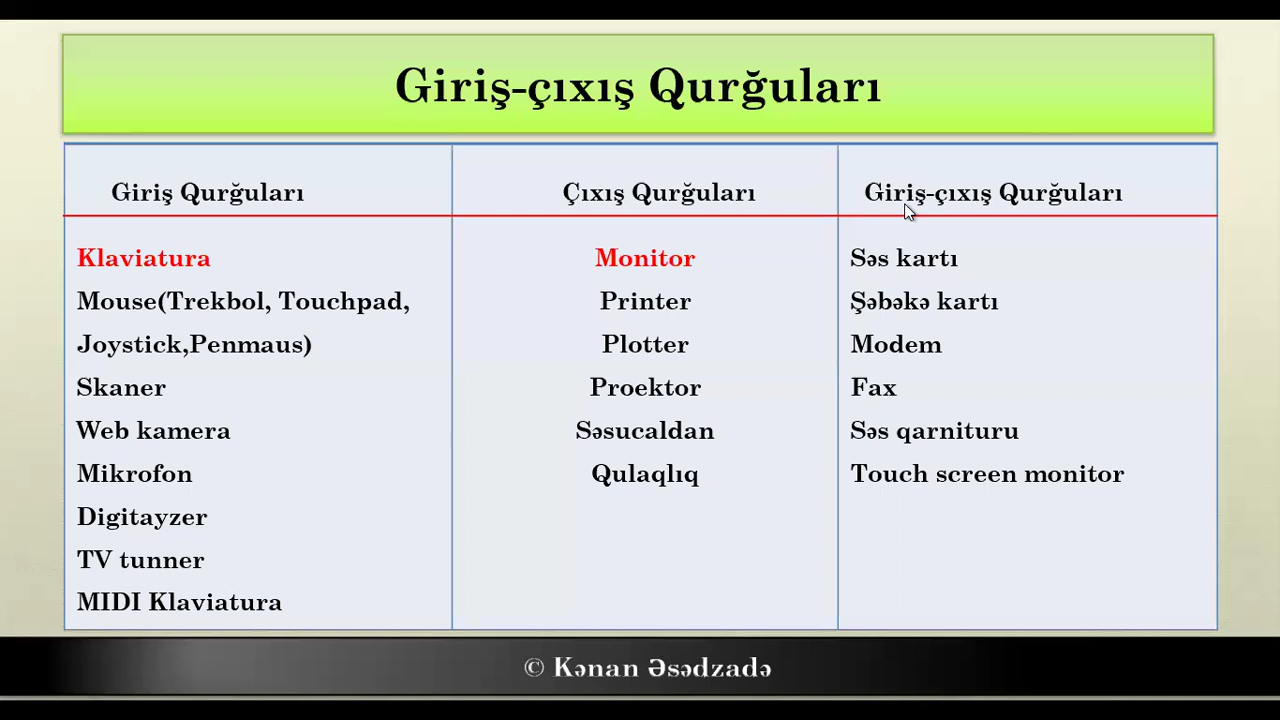 Giriş-çıxış Qurğuları
Giriş Qurğuları
Klaviatura
Mouse(Trekbol, Touchpad,
Joystick,Penmaus)
Skaner
Web kamera
Mikrofon
Digitayzer
TV tunner
MIDI Klaviatura
Çıxış Qurğuları
Monitor
Printer
Plotter
Proektor
Səsucaldan
Qulaqlıq
Giriş-çıxış Qurğuları
Səs kartı
Şəbəkə kartı
Modem
Fax
Səs qarnituru
Touch screen monitor
© Kənan Əsədzadə